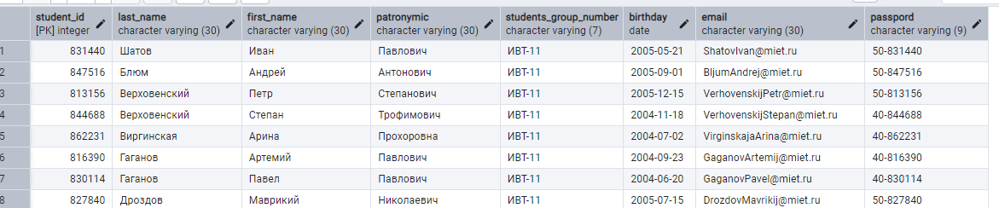 student_id last_name first_name patronymic students_group_number birthday email passpord
[PK] integer character varying (30) character varying (30) character varying (30) character varying (7) date character varying (30) character varying (9)
1 831440 Шатов Иван Павлович ИВТ-11 2005-05-21 ShatovIvan@miet.ru 50-831440
2 847516 Блюм Андрей Антонович ИВТ-11 2005-09-01 BljumAndrej@miet.ru 50-847516
3 813156 Верховенский Петр Степанович ИВТ-11 2005-12-15 VerhovenskijPetr@miet.ru 50-813156
4 844688 Верховенский Степан Трофимович ИВТ-11 2004-11-18 VerhovenskijStepan@miet.ru 40-844688
5 862231 Виргинская Арина Прохоровна ИВТ-11 2004-07-02 VirginskajaArina@miet.ru 40-862231
6 816390 Гаганов Артемий Павлович ИВТ-11 2004-09-23 GaganovArtemij@miet.ru 40-816390
7 830114 Гаганов Павел Павлович ИВТ-11 2004-06-20 GaganovPavel@miet.ru 40-830114
8 827840 Дроздов Маврикий Николаевич ИВТ-11 2005-07-15 DrozdovMavrikij@miet.ru 50-827840